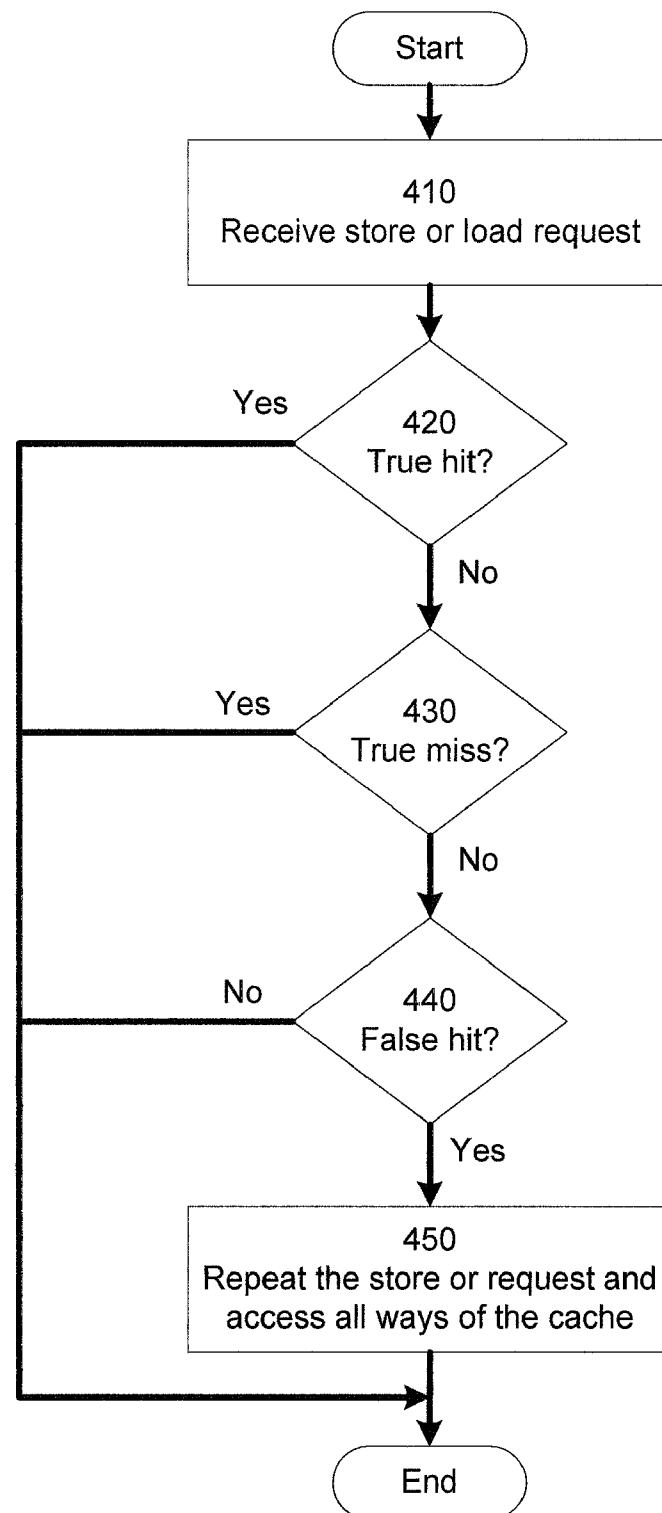 Start
410
Receive store or load request
Yes
420
True hit?
No
Yes
430
True miss?
No
No
440
False hit?
Yes
450
Repeat the store or request and
access all ways of the cache
End